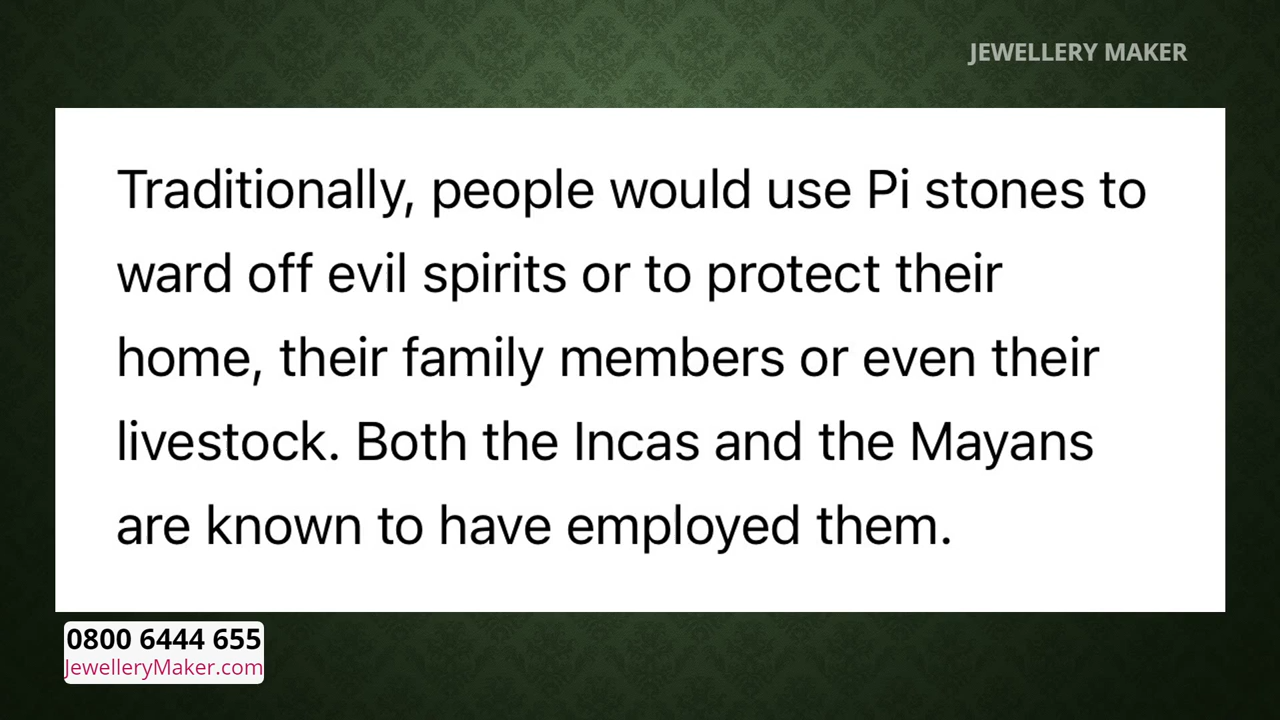 JEWELLERY MAKER
Traditionally, people would use Pi stones to
ward off evil spirits or to protect their
home, their family members or even their
livestock. Both the Incas and the Mayans
are known to have employed them.
0800 6444 655
JewelleryMaker.com